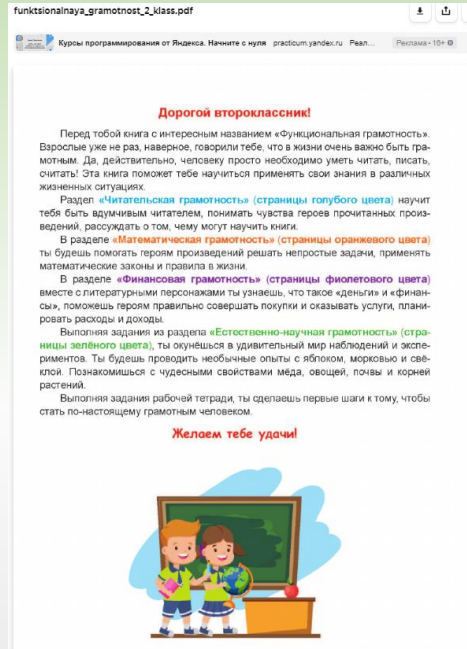 funktsionalnaya_gramotnost_2_klass.pdf
Курсы программирования от Яндекса. Начните с нуля practicum.yandex.ru Реал... Реклама • 16+
Дорогой второклассник!
Перед тобой книга с интересным названием «Функциональная грамотность».
Взрослые уже не раз, наверное, говорили тебе, что в жизни очень важно быть гра-
мотным. Да, действительно, человеку просто необходимо уметь читать, писать,
считать! Эта книга поможет тебе научиться применять свои знания в различных
жизненных ситуациях.
Раздел «Читательская грамотность» (страницы голубого цвета) научит
тебя быть вдумчивым читателем, понимать чувства героев прочитанных произ-
ведений, рассуждать о том, чему могут научить книги.
В разделе «Математическая грамотность» (страницы оранжевого цвета)
ты будешь помогать героям произведений решать непростые задачи, применять
математические законы и правила в жизни.
В разделе «Финансовая грамотность» (страницы фиолетового цвета)
вместе с литературными персонажами ты узнаешь, что такое «деньги» и «финан-
сы», поможешь героям правильно совершать покупки и оказывать услуги, плани-
ровать расходы и доходы.
Выполняя задания из раздела «Естественно-научная грамотность» (стра-
ницы зелёного цвета), ты окунёшься в удивительный мир наблюдений и экспе-
риментов. Ты будешь проводить необычные опыты с яблоком, морковью и свё-
клой. Познакомишься с чудесными свойствами мёда, овощей, почвы и корней
растений.
Выполняя задания рабочей тетради, ты сделаешь первые шаги к тому, чтобы
стать по-настоящему грамотным человеком.
Желаем тебе удачи!